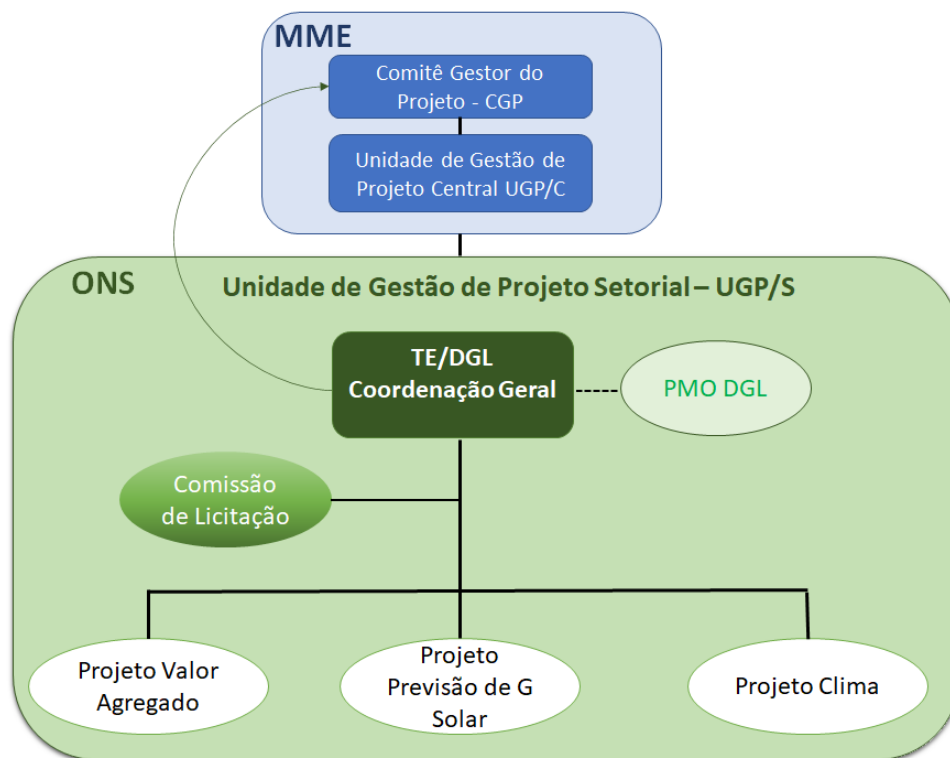 MME
Comitê Gestor do
Projeto - CGP
Unidade de Gestão de
Projeto Central UGP/C
ONS
Unidade de Gestão de Projeto Setorial – UGP/S
TE/DGL
Coordenação Geral
PMO DGL
Comissão
de Licitação
Projeto Valor
Agregado
Projeto
Previsão de G
Solar
Projeto Clima